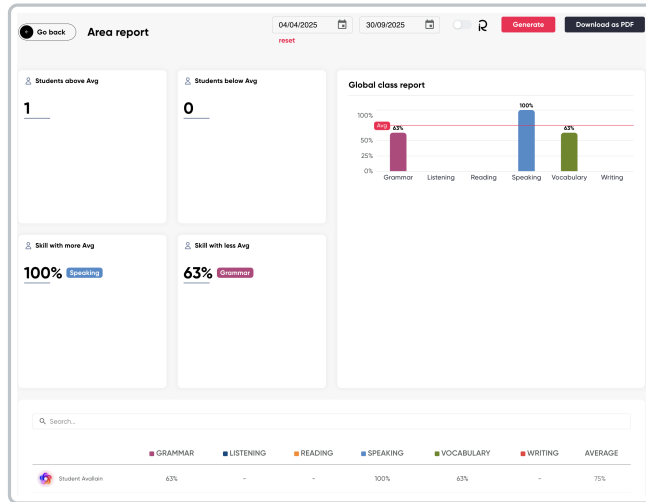 Go back
Area report
04/04/2025
30/09/2025
Generate
Download as PDF
reset
Students above Avg
1
Students below Avg
0
Skill with more Avg
100% Speaking
Skill with less Avg
63% Grammar
Global class report
100%
Avg
50%
25%
0%
63%
100%
63%
Grammar Listening Reading Speaking Vocabulary Writing
Search...
GRAMMAR LISTENING READING SPEAKING VOCABULARY WRITING AVERAGE
Student Avallain 63% - - 100% 63% - 75%